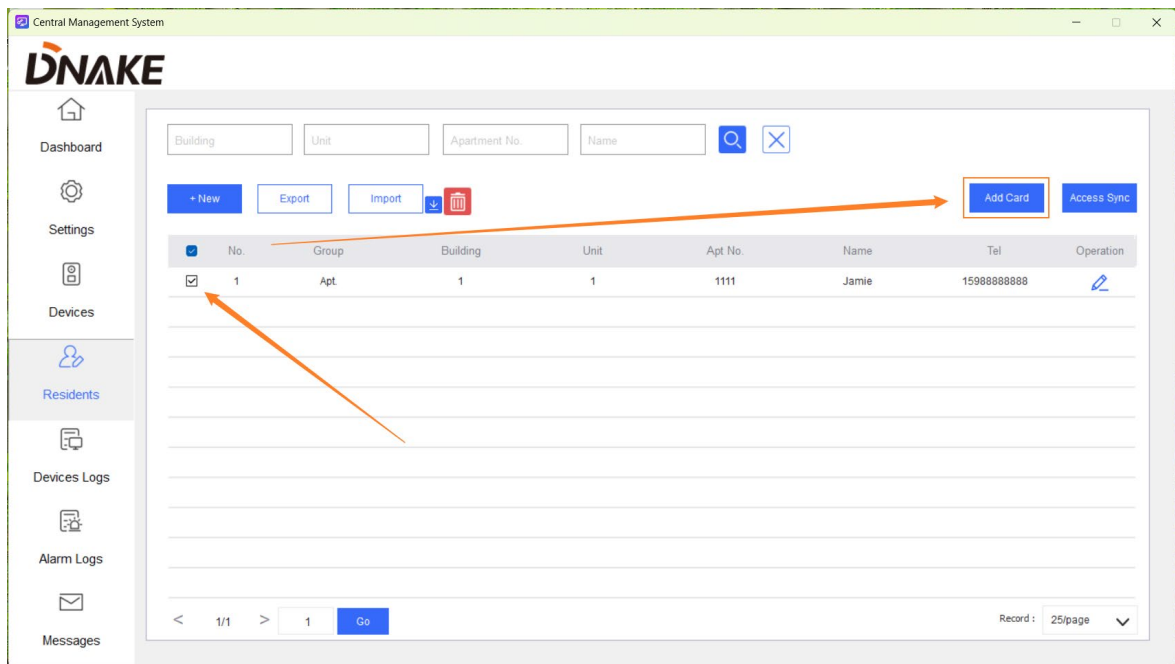 Central Management System
DNAKE
Dashboard
Settings
Devices
Residents
Devices Logs
Alarm Logs
Messages
Building Unit Apartment No. Name
+ New Export Import Add Card Access Sync
No. Group Building Unit Apt No. Name Tel Operation
1 Apt. 1 1 1111 Jamie 15988888888
< 1/1 > 1 Go Record : 25/page